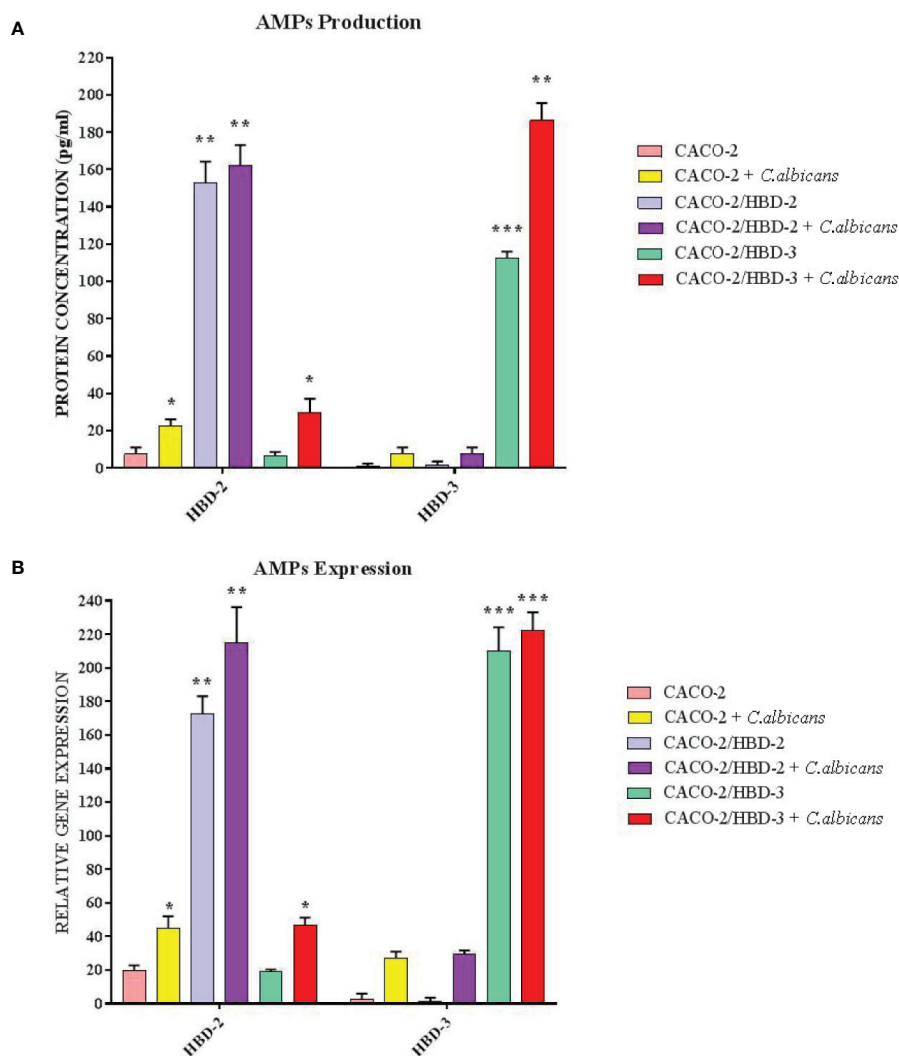 A
AMPs Production
PROTEIN CONCENTRATION (pg/ml)
220
200
180
160
140
120
100
80
60
40
20
0
*
**
**
*
***
**
HBD-2
HBD-3
CACO-2
CACO-2 + C.albicans
CACO-2/HBD-2
CACO-2/HBD-2 + C.albicans
CACO-2/HBD-3
CACO-2/HBD-3 + C.albicans
B
AMPs Expression
RELATIVE GENE EXPRESSION
240
220
200
180
160
140
120
100
80
60
40
20
0
*
**
**
*
***
***
HBD-2
HBD-3
CACO-2
CACO-2 + C.albicans
CACO-2/HBD-2
CACO-2/HBD-2 + C.albicans
CACO-2/HBD-3
CACO-2/HBD-3 + C.albicans